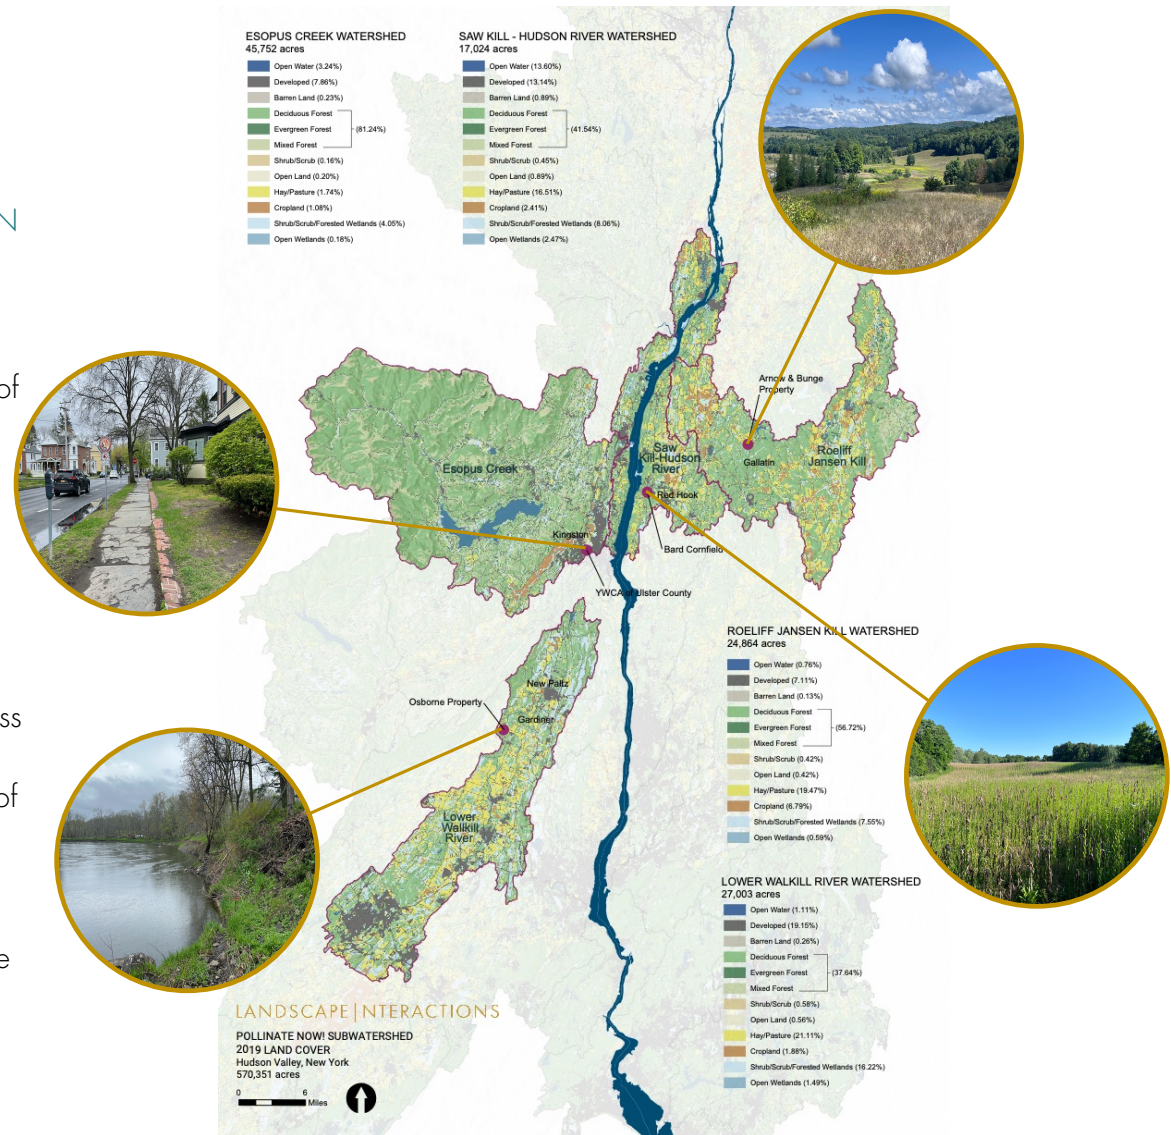 ESOPUS CREEK WATERSHED
45,752 acres
Open Water (3.24%)
Developed (7.86%)
Barren Land (0.23%)
Deciduous Forest
Evergreen Forest
(81.24%)
Mixed Forest
Shrub/Scrub (0.16%)
Open Land (0.20%)
Hay/Pasture (1.74%)
Cropland (1.08%)
Shrub/Scrub/Forested Wetlands (4.05%)
Open Wetlands (0.18%)
SAW KILL - HUDSON RIVER WATERSHED
17,024 acres
Open Water (13.60%)
Developed (13.14%)
Barren Land (0.89%)
Deciduous Forest
Evergreen Forest
(41.54%)
Mixed Forest
Shrub/Scrub (0.45%)
Open Land (0.89%)
Hay/Pasture (16.51%)
Cropland (2.41%)
Shrub/Scrub/Forested Wetlands (8.06%)
Open Wetlands (2.47%)
N
of
ss
of
e
Arnow & Bunge
Property
Esopus Creek
Saw
Kill-Hudson
River
Roeliff
Jansen Kill
Gallatin
Red Hook
Kingston
Bard Cornfield
YWCA of Ulster County
New Paltz
Osborne Property
Gardiner
Lower
Wallkill
River
ROELIFF JANSEN KILL WATERSHED
24,864 acres
Open Water (0.76%)
Developed (7.11%)
Barren Land (0.13%)
Deciduous Forest
Evergreen Forest
(56.72%)
Mixed Forest
Shrub/Scrub (0.42%)
Open Land (0.42%)
Hay/Pasture (19.47%)
Cropland (6.79%)
Shrub/Scrub/Forested Wetlands (7.55%)
Open Wetlands (0.59%)
LOWER WALKILL RIVER WATERSHED
27,003 acres
Open Water (1.11%)
Developed (19.15%)
Barren Land (0.26%)
Deciduous Forest
Evergreen Forest
(37.64%)
Mixed Forest
Shrub/Scrub (0.58%)
Open Land (0.56%)
Hay/Pasture (21.11%)
Cropland (1.88%)
Shrub/Scrub/Forested Wetlands (16.22%)
Open Wetlands (1.49%)
LANDSCAPE|NTERACTIONS
POLLINATE NOW! SUBWATERSHED
2019 LAND COVER
Hudson Valley, New York
570,351 acres
0 6
Miles